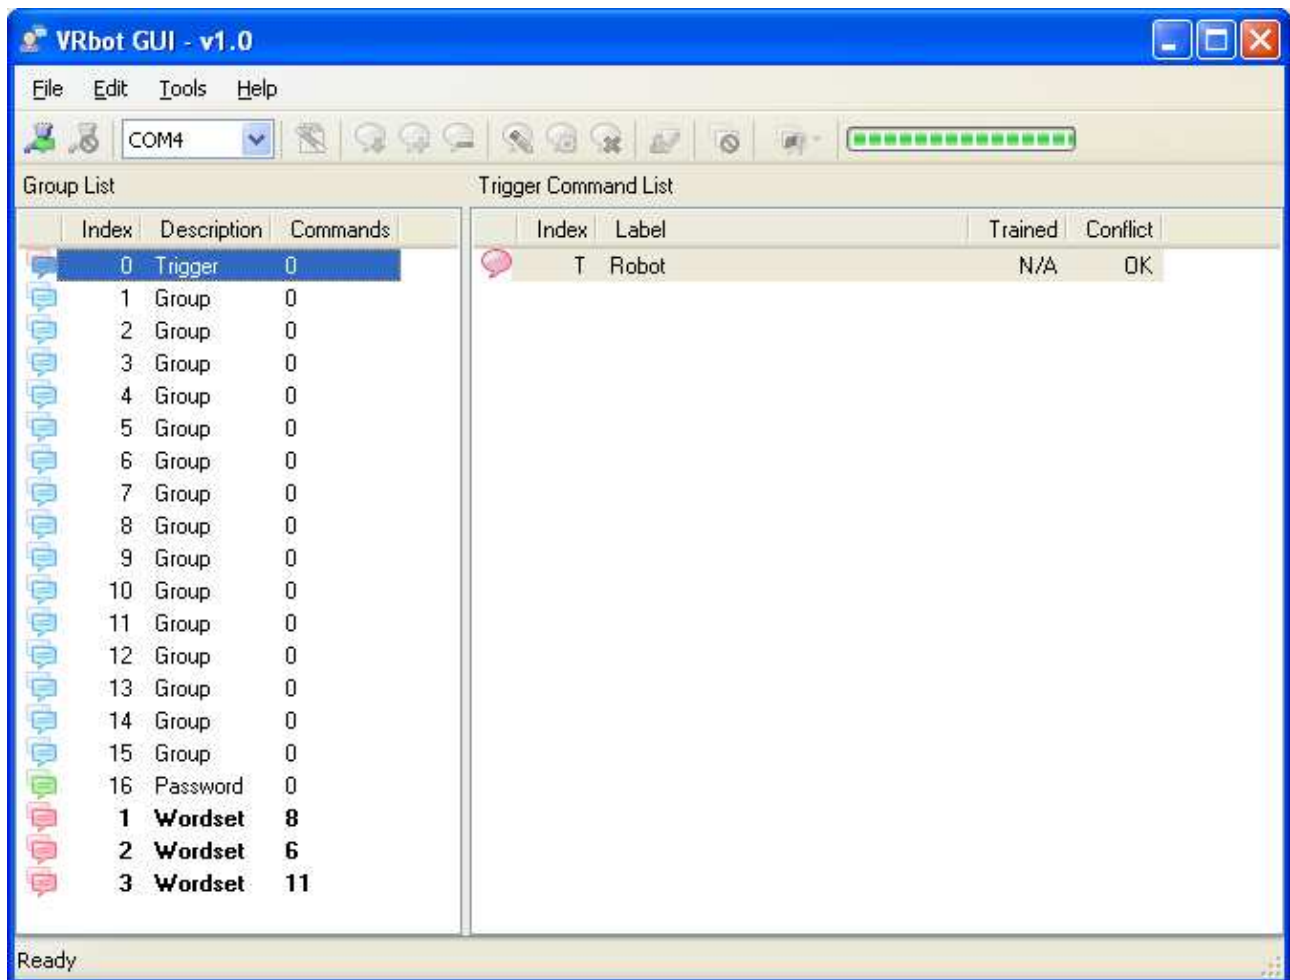 VRbot GUI - v1.0
File Edit Tools Help
COM4
Group List
Index Description Commands
0 Trigger 0
1 Group 0
2 Group 0
3 Group 0
4 Group 0
5 Group 0
6 Group 0
7 Group 0
8 Group 0
9 Group 0
10 Group 0
11 Group 0
12 Group 0
13 Group 0
14 Group 0
15 Group 0
16 Password 0
1 Wordset 8
2 Wordset 6
3 Wordset 11
Trigger Command List
Index Label Trained Conflict
T Robot N/A OK
Ready